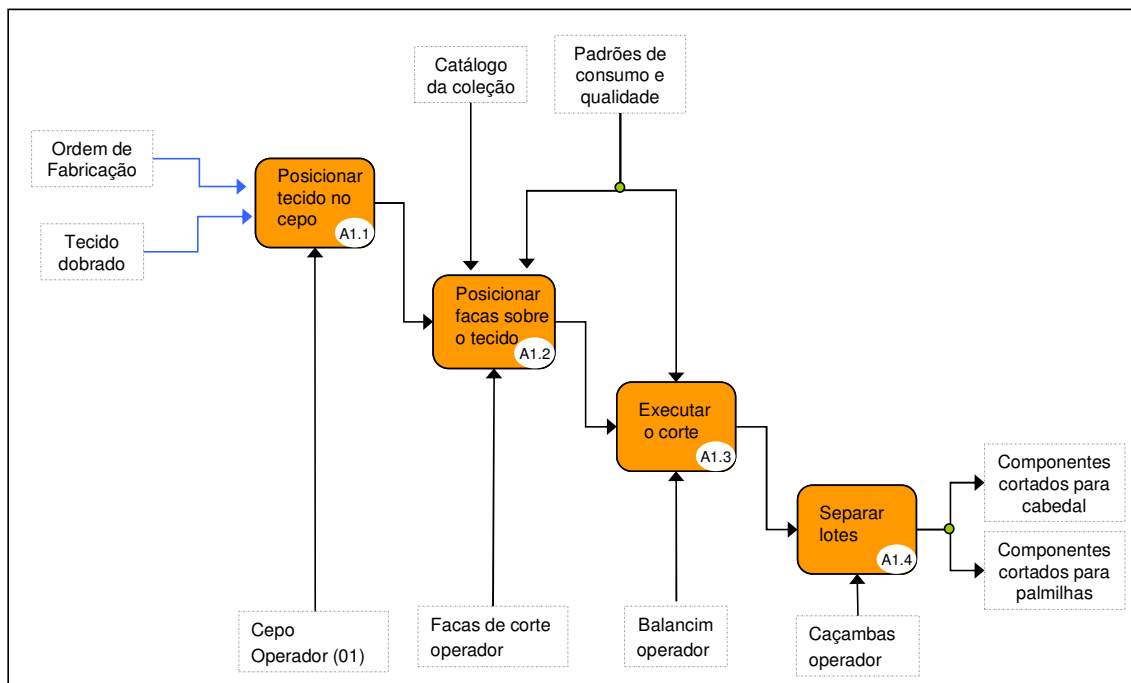 Catálogo
da coleção
Padrões de
consumo e
qualidade
Ordem de
Fabricação
Tecido
dobrado
Posicionar
tecido no
cepo
A1.1
Posicionar
facas sobre
o tecido
A1.2
Executar
o corte
A1.3
Separar
lotes
A1.4
Componentes
cortados para
cabedal
Componentes
cortados para
palmilhas
Cepo
Operador (01)
Facas de corte
operador
Balancim
operador
Caçambas
operador